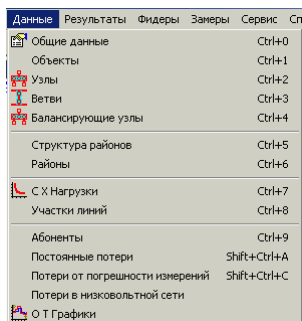 Данные Результаты Фидеры Замеры Сервис
Общие данные Ctrl+0
Объекты Ctrl+1
Узлы Ctrl+2
Ветви Ctrl+3
Балансирующие узлы Ctrl+4
Структура районов Ctrl+5
Районы Ctrl+6
С Х Нагрузки Ctrl+7
Участки линий Ctrl+8
Абоненты Ctrl+9
Постоянные потери Shift+Ctrl+A
Потери от погрешности измерений Shift+Ctrl+C
Потери в низковольтной сети
О Т Графики